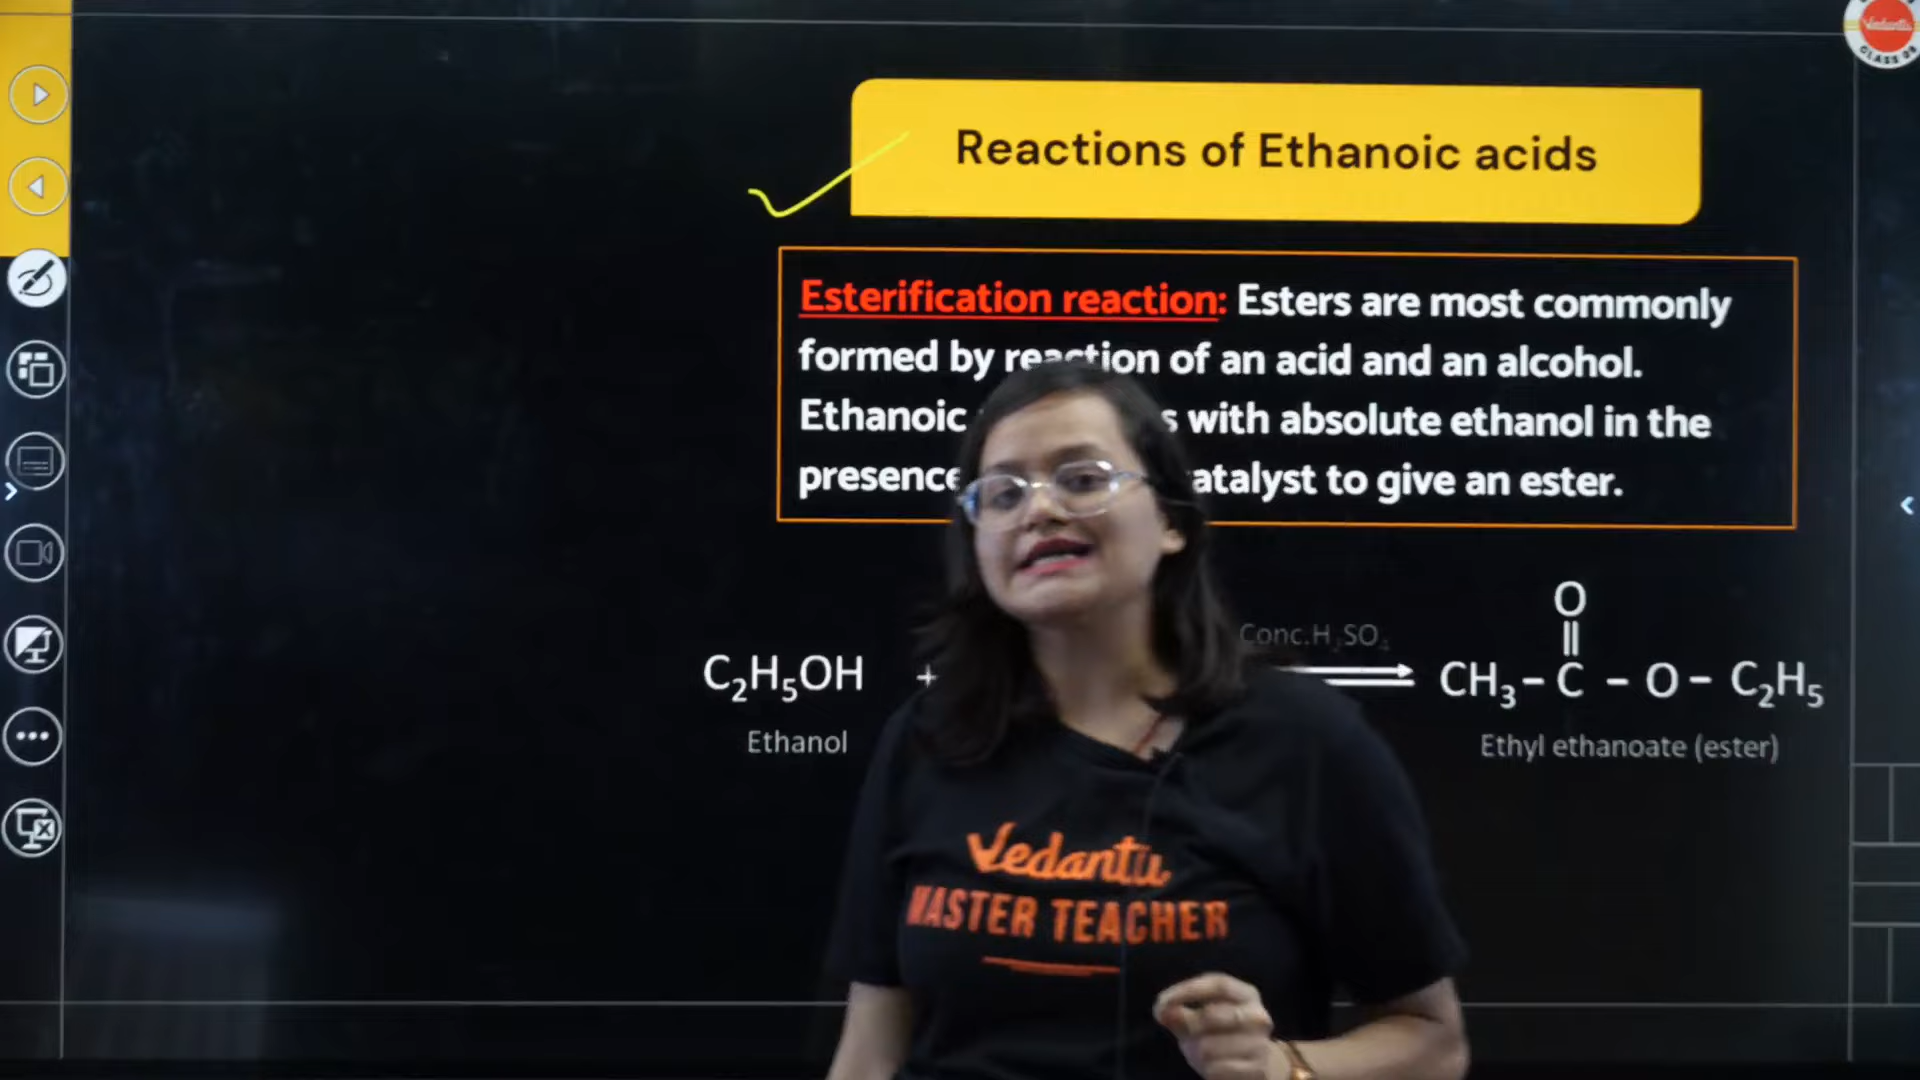 Vedantu
CLASS
Reactions of Ethanoic acids
Esterification reaction: Esters are most commonly
formed by reaction of an acid and an alcohol.
Ethanoic s with absolute ethanol in the
presence atalyst to give an ester.
Conc.H2SO4
O
C2H5OH + CH3 – C – O – C2H5
Ethanol Ethyl ethanoate (ester)
Vedantu
MASTER TEACHER